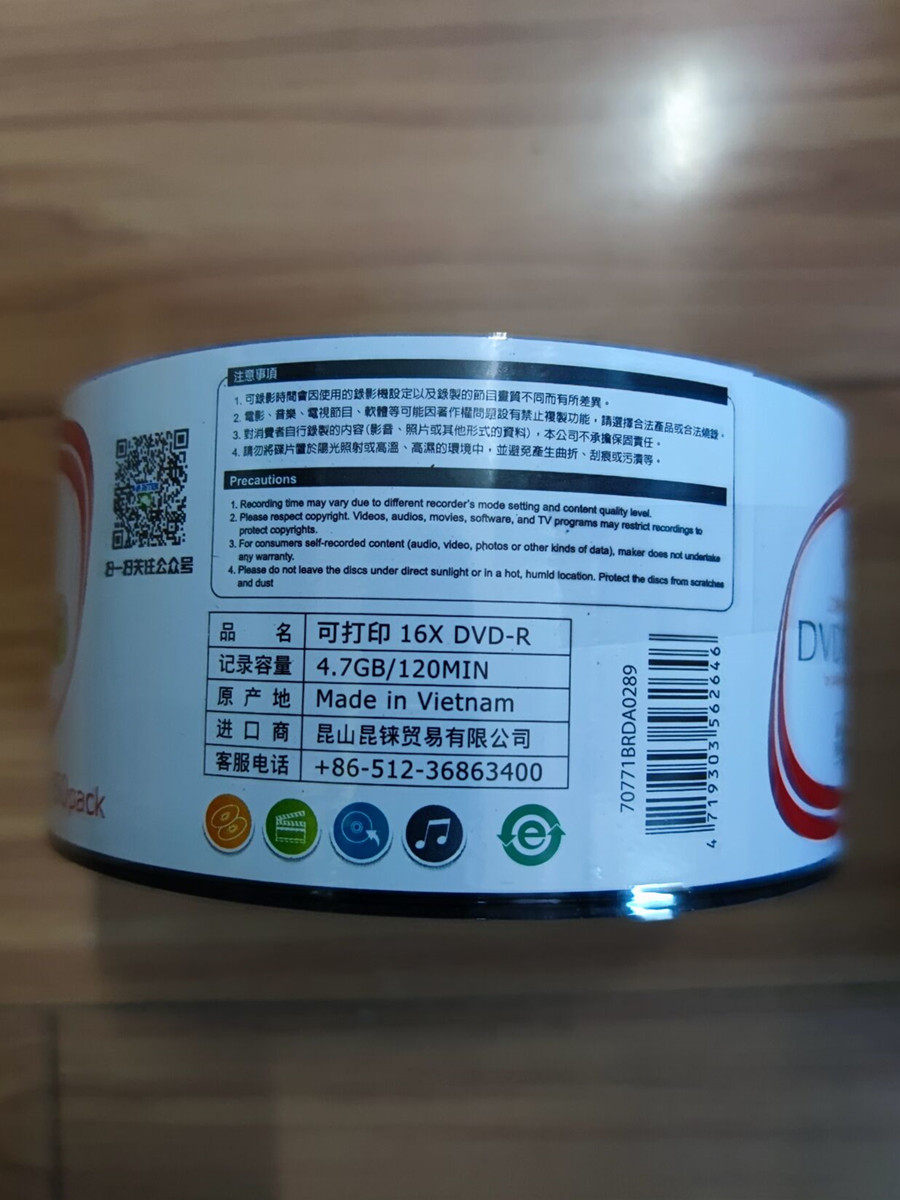 注意事項
1. 可錄影時間會因使用的錄影機設定以及錄製的節目畫質不同而有所差異。
2. 電影、音樂、電視節目、軟體等可能因著作權問題設有禁止複製功能，請選擇合法產品或合法燒錄。
3. 對消費者自行錄製的內容(影音、照片或其他形式的資料)，本公司不承擔保固責任。
4. 請勿將碟片置於陽光照射或高溫、高濕的環境中，並避免產生曲折、刮痕或污漬等。
Precautions
1. Recording time may vary due to different recorder's mode setting and content quality level.
2. Please respect copyright. Videos, audios, movies, software, and TV programs may restrict recordings to
protect copyrights.
3. For consumers self-recorded content (audio, video, photos or other kinds of data), maker does not undertake
any warranty.
4. Please do not leave the discs under direct sunlight or in a hot, humid location. Protect the discs from scratches
and dust
扫一扫关注公众号
品 名 可打印 16X DVD-R
记录容量 4.7GB/120MIN
原 产 地 Made in Vietnam
进 口 商 昆山昆铼贸易有限公司
客服电话 +86-512-36863400
70771BRDA0289
4 719303 562646
pack
DVD